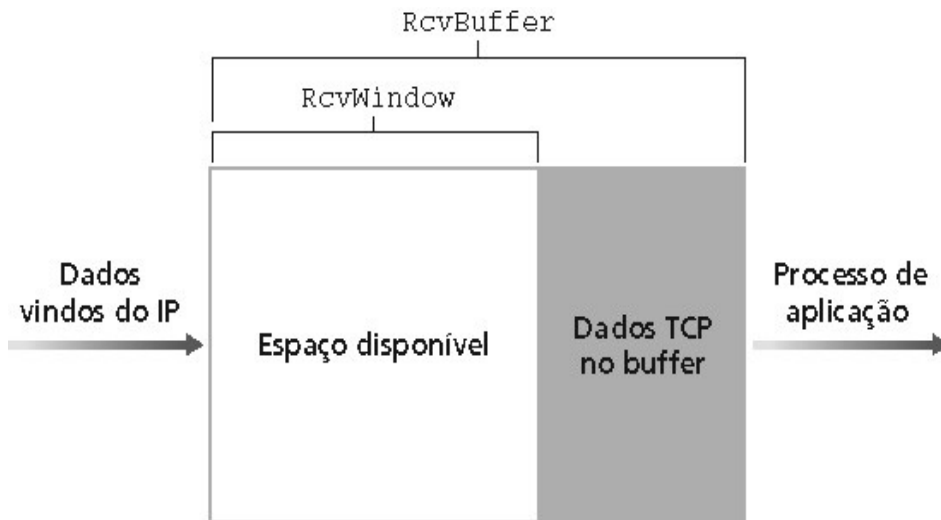 RcvBuffer
RcvWindow
Dados
vindos do IP
Espaço disponível
Dados TCP
no buffer
Processo de
aplicação